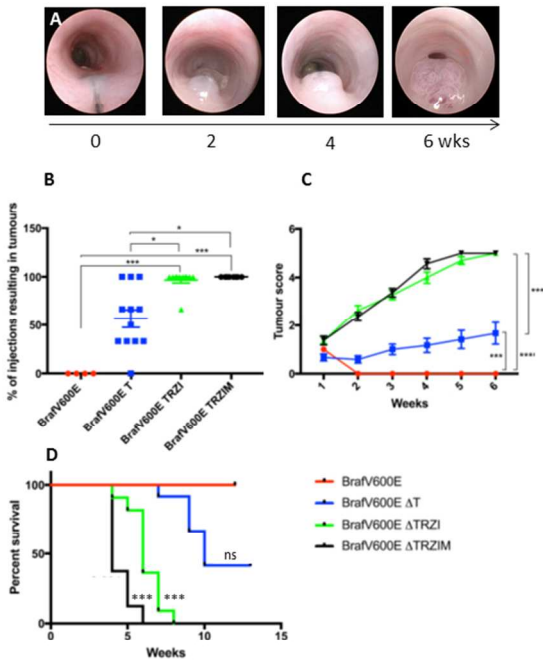 A
0 2 4 6 wks
B
% of injections resulting in tumours
150
100
50
0
*
*
***
***
BrafV600E
BrafV600E T
BrafV600E TRZI
BrafV600E TRZIM
C
Tumour score
6
4
2
0
1 2 3 4 5 6
Weeks
***
***
***
D
Percent survival
100
50
0
0 5 10 15
Weeks
*** ***
ns
BrafV600E
BrafV600E ΔT
BrafV600E ΔTRZI
BrafV600E ΔTRZIM